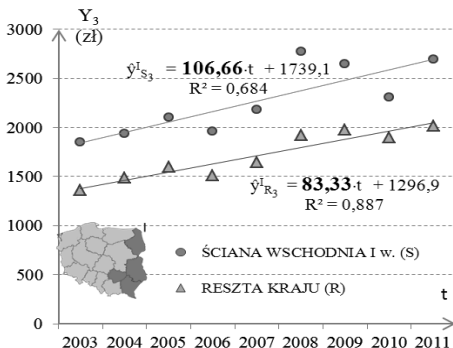 Y₃
(zł)
3000
2500
2000
1500
1000
500
0
ŷᴵS₃ = 106,66·t + 1739,1
R² = 0,684
ŷᴵR₃ = 83,33·t + 1296,9
R² = 0,887
I
ŚCIANA WSCHODNIA I w. (S)
RESZTA KRAJU (R)
t
2003 2004 2005 2006 2007 2008 2009 2010 2011